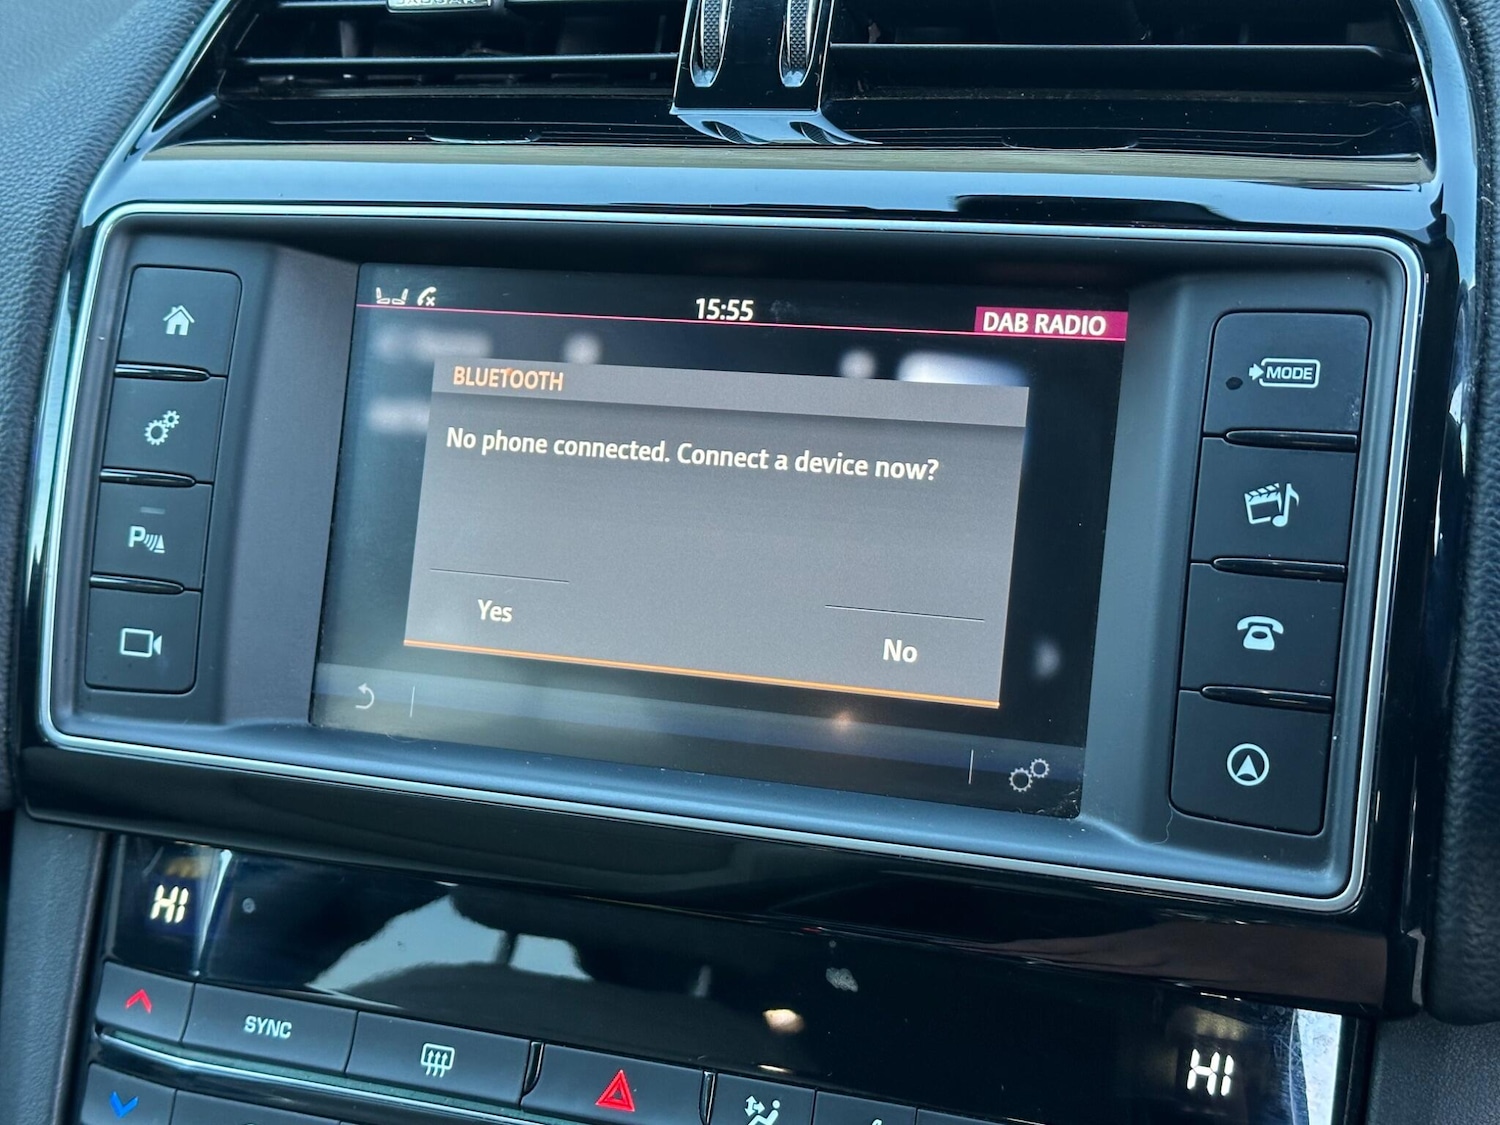 15:55
DAB RADIO
BLUETOOTH
No phone connected. Connect a device now?
Yes
No
MODE
P
HI
SYNC
HI